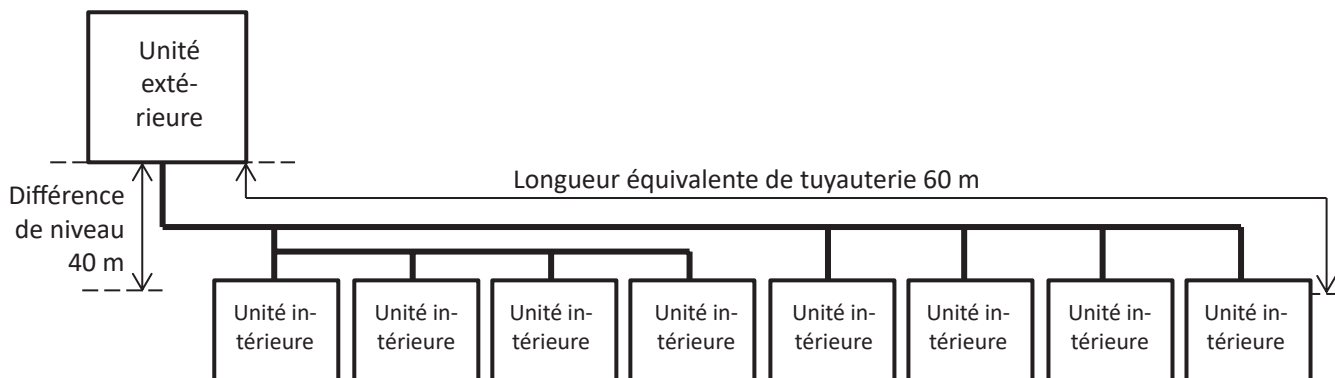 Unité
exté-
rieure
Longueur équivalente de tuyauterie 60 m
Différence
de niveau
40 m
Unité in-
térieure
Unité in-
térieure
Unité in-
térieure
Unité in-
térieure
Unité in-
térieure
Unité in-
térieure
Unité in-
térieure
Unité in-
térieure